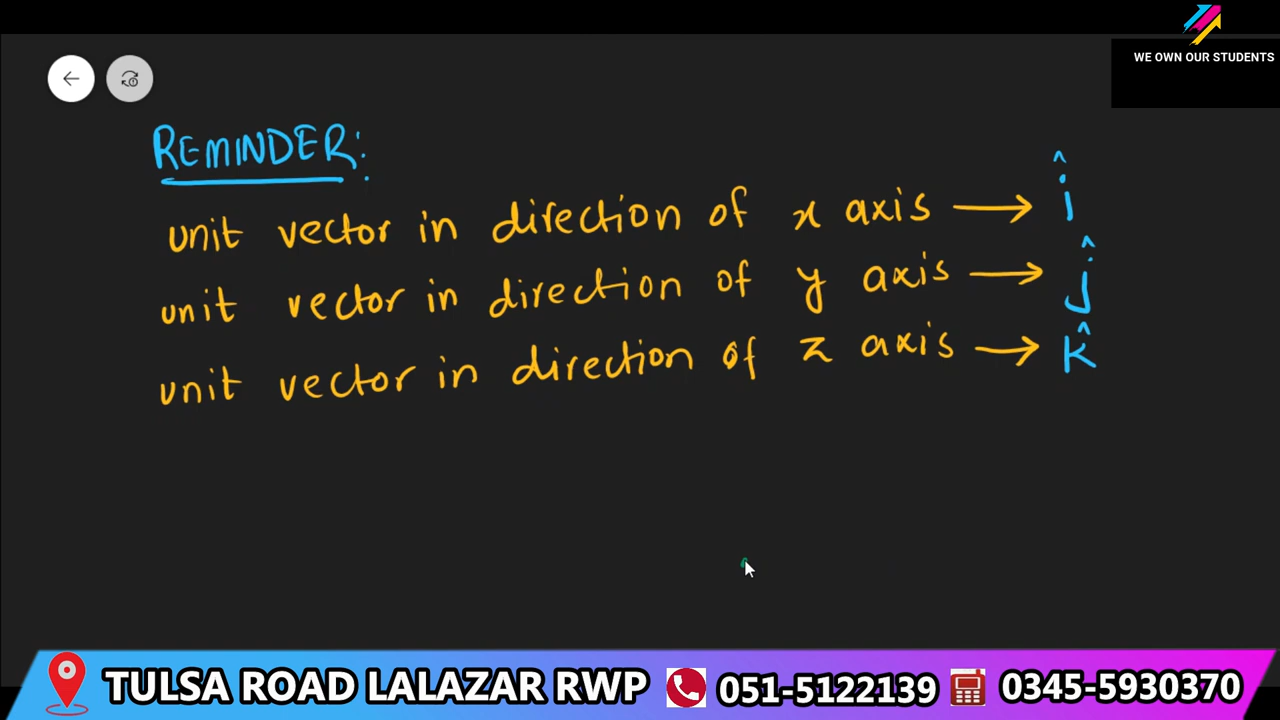 WE OWN OUR STUDENTS
REMINDER:
unit vector in direction of x axis → î
unit vector in direction of y axis → ĵ
unit vector in direction of z axis → k̂
TULSA ROAD LALAZAR RWP 051-5122139 0345-5930370